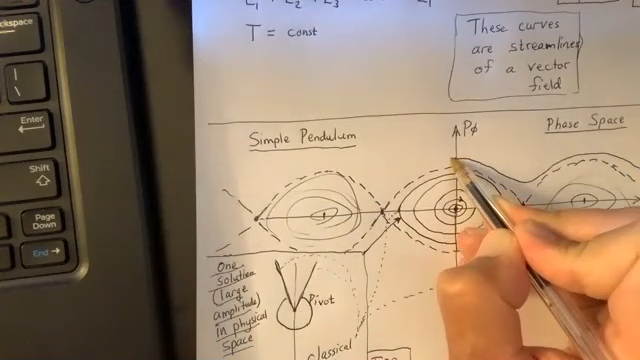 T = const
These curves
are streamlines
of a vector
field
Simple Pendulum
Pϕ
Phase Space
One
solution
(large
amplitude)
in physical
space
Pivot
classical
backspace
\
Enter
Shift
Page
Down
End